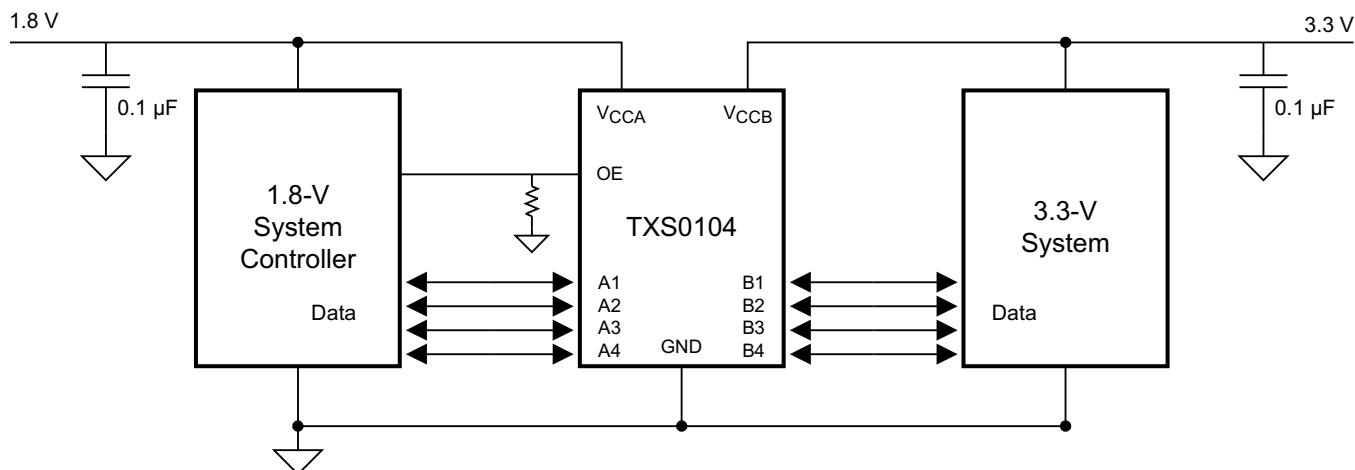 1.8 V
3.3 V
0.1 µF
VCCA
VCCB
0.1 µF
OE
1.8-V
System
Controller
TXS0104
3.3-V
System
A1
B1
A2
B2
Data
A3
B3
Data
A4
GND
B4